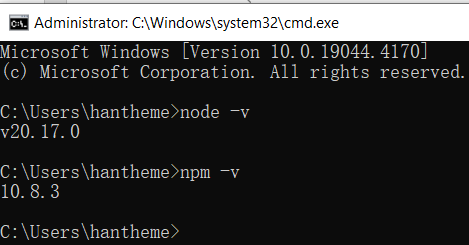 Administrator: C:\Windows\system32\cmd.exe
Microsoft Windows [Version 10.0.19044.4170]
(c) Microsoft Corporation. All rights reserved.
C:\Users\hantheme>node -v
v20.17.0
C:\Users\hantheme>npm -v
10.8.3
C:\Users\hantheme>